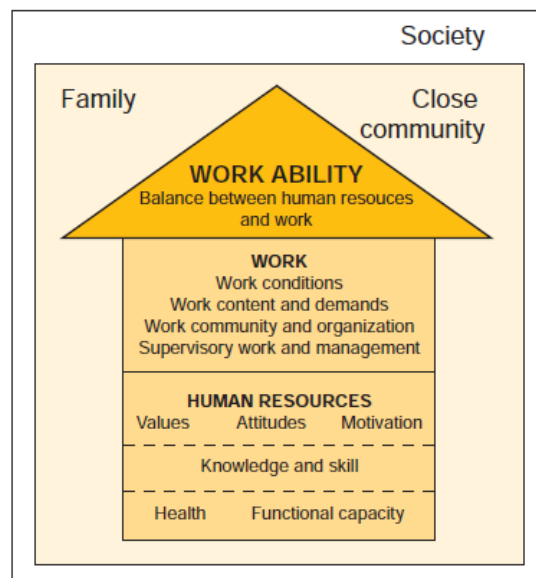 Society
Family
Close
community
WORK ABILITY
Balance between human resouces
and work
WORK
Work conditions
Work content and demands
Work community and organization
Supervisory work and management
HUMAN RESOURCES
Values Attitudes Motivation
Knowledge and skill
Health Functional capacity